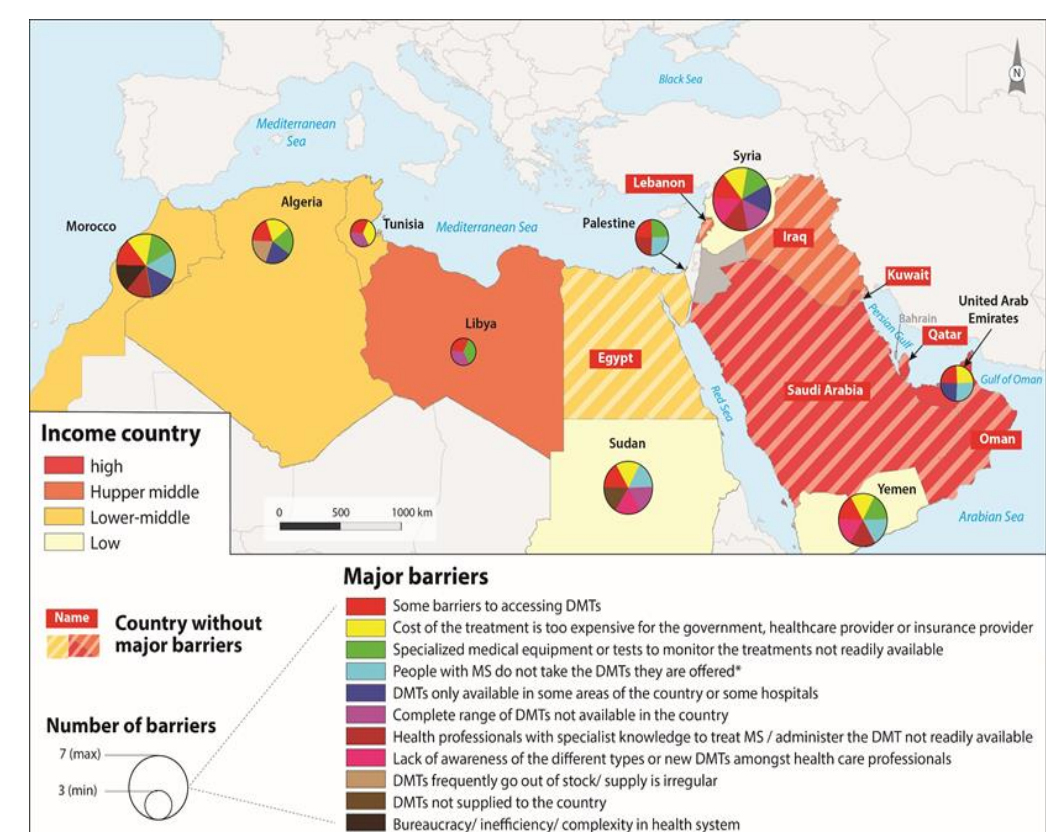 Black Sea
N
Mediterranean
Sea
Syria
Lebanon
Algeria
Morocco
Tunisia
Mediterranean Sea
Palestine
Iraq
Kuwait
United Arab
Emirates
Persian Gulf
Bahrain
Qatar
Libya
Egypt
Gulf of Oman
Saudi Arabia
Red Sea
Oman
Sudan
Yemen
Arabian Sea
Income country
high
Hupper middle
Lower-middle
Low
0 500 1000 km
Name
Country without
major barriers
Number of barriers
7 (max)
3 (min)
Major barriers
Some barriers to accessing DMTs
Cost of the treatment is too expensive for the government, healthcare provider or insurance provider
Specialized medical equipment or tests to monitor the treatments not readily available
People with MS do not take the DMTs they are offered*
DMTs only available in some areas of the country or some hospitals
Complete range of DMTs not available in the country
Health professionals with specialist knowledge to treat MS / administer the DMT not readily available
Lack of awareness of the different types or new DMTs amongst health care professionals
DMTs frequently go out of stock/ supply is irregular
DMTs not supplied to the country
Bureaucracy/ inefficiency/ complexity in health system